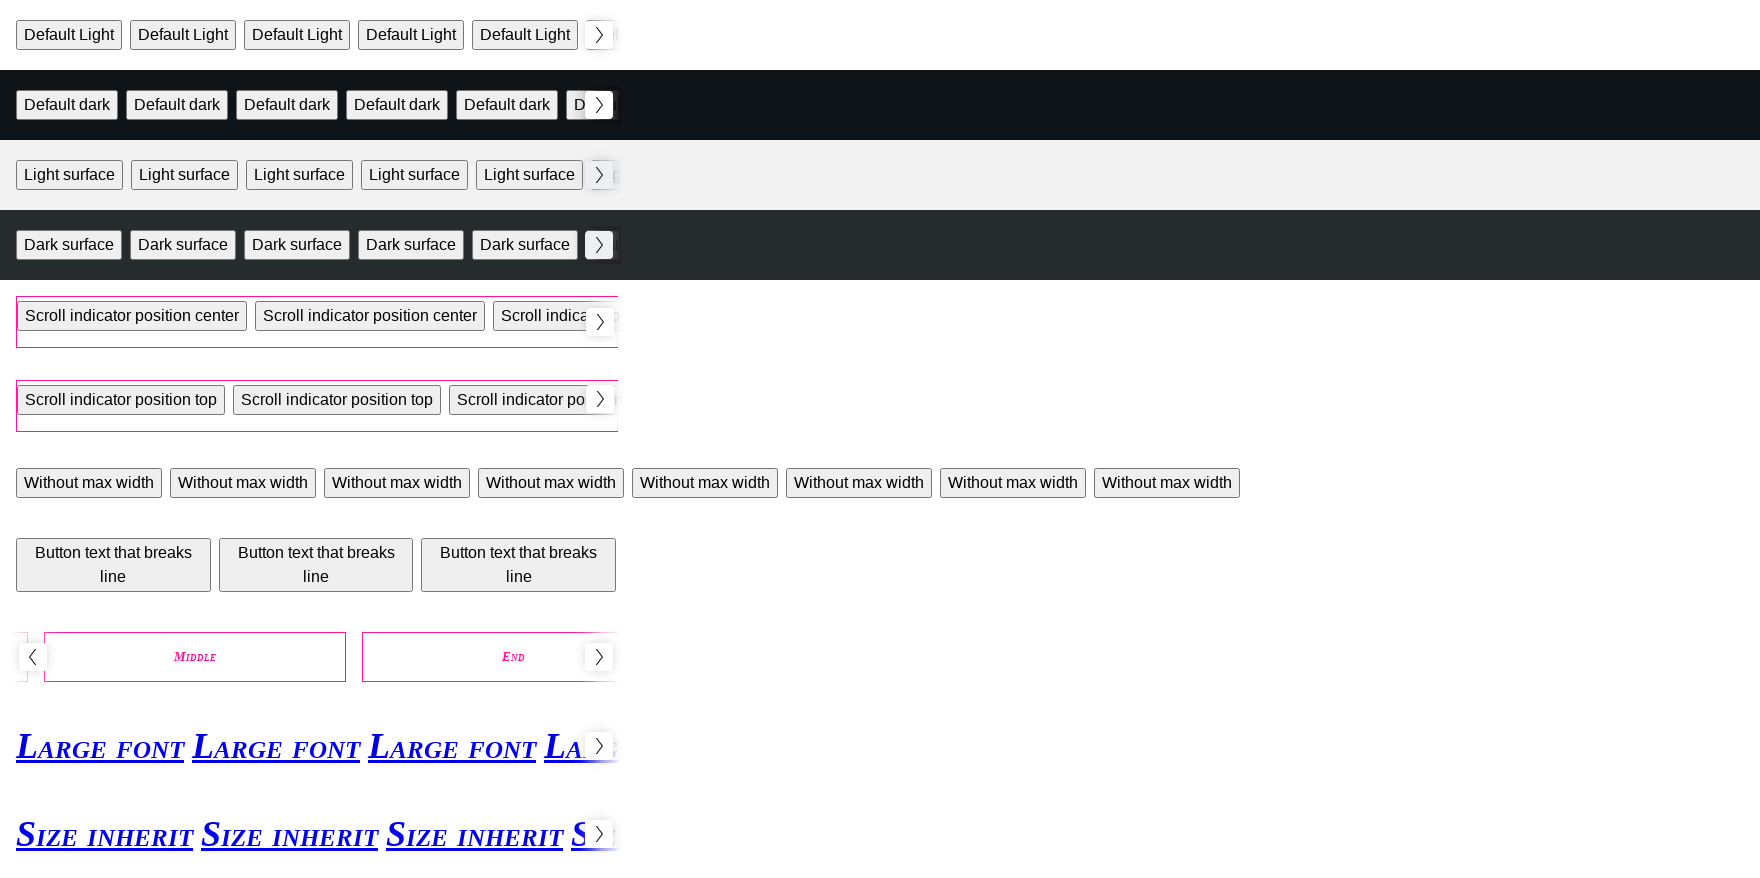 Default Light Default Light Default Light Default Light Default Light
Default dark Default dark Default dark Default dark Default dark
Light surface Light surface Light surface Light surface Light surface
Dark surface Dark surface Dark surface Dark surface Dark surface
Scroll indicator position center Scroll indicator position center Scroll
Scroll indicator position top Scroll indicator position top Scroll indicator
Without max width Without max width Without max width Without max width Without max width Without max width Without max width Without max width
Button text that breaks Button text that breaks Button text that breaks
line line line
Middle End
Large font Large font Large font
Size inherit Size inherit Size inherit